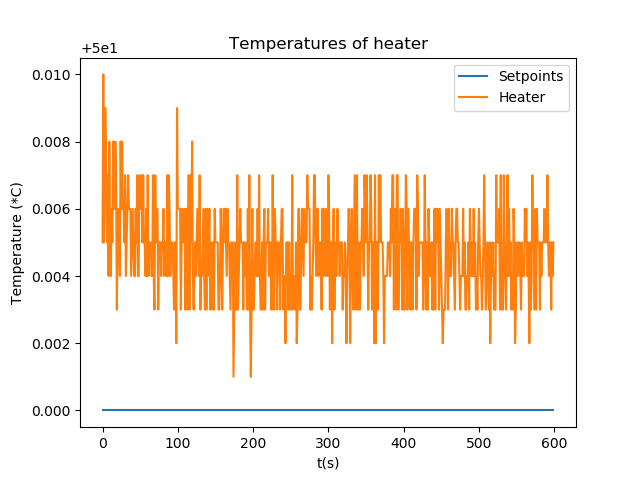 Temperatures of heater
+5e1
Setpoints
Heater
0.010
0.008
0.006
0.004
0.002
0.000
Temperature (*C)
0 100 200 300 400 500 600
t(s)